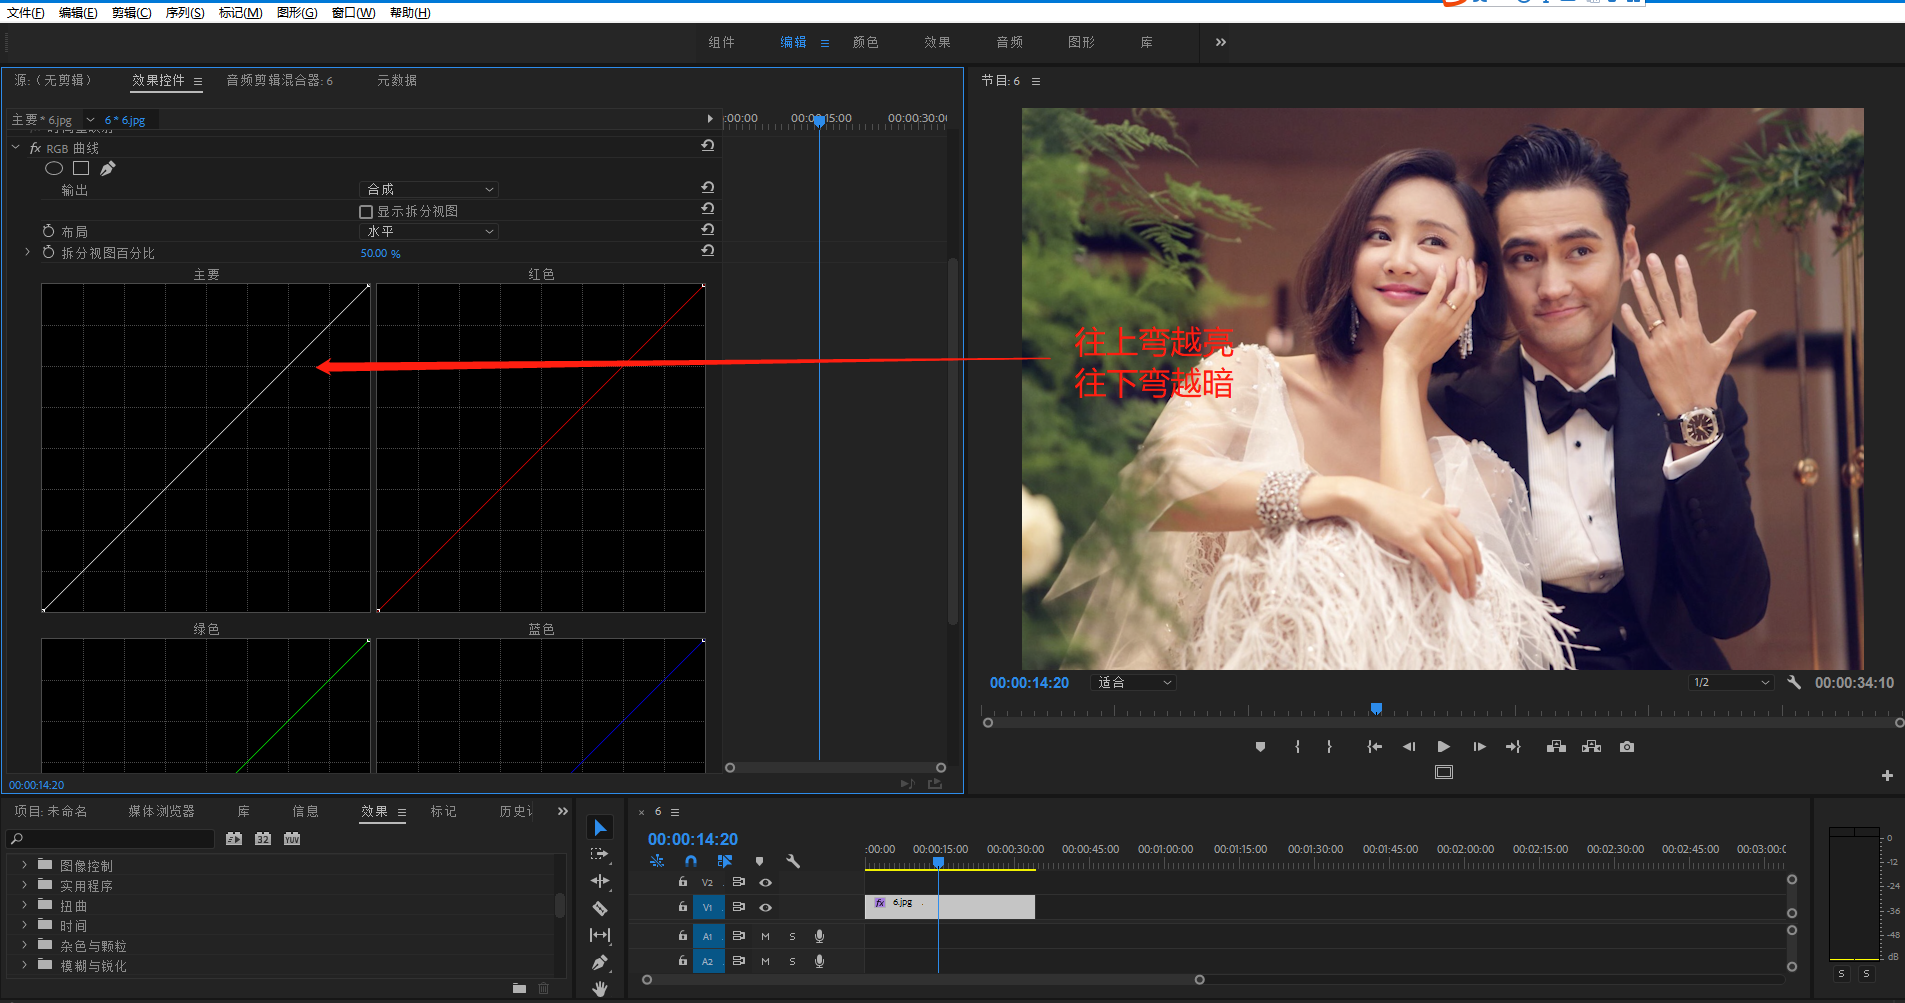 文件(F) 编辑(E) 剪辑(C) 序列(S) 标记(M) 图形(G) 窗口(W) 帮助(H)
组件 编辑 颜色 效果 音频 图形 库
源:（无剪辑） 效果控件 音频剪辑混合器: 6 元数据
节目: 6
主要 * 6.jpg 6 * 6.jpg
:00:00 00:00:15:00 00:00:30:00
fx RGB 曲线
输出 合成
显示拆分视图
布局 水平
拆分视图百分比 50.00 %
主要 红色
往上弯越亮
往下弯越暗
绿色 蓝色
00:00:14:20 适合 1/2 00:00:34:10
00:00:14:20
项目: 未命名 媒体浏览器 库 信息 效果 标记 历史
32 YUV
图像控制
实用程序
扭曲
时间
杂色与颗粒
模糊与锐化
× 6
00:00:14:20
:00:00 00:00:15:00 00:00:30:00 00:00:45:00 00:01:00:00 00:01:15:00 00:01:30:00 00:01:45:00 00:02:00:00 00:02:15:00 00:02:30:00 00:02:45:00 00:03:00:0
V2
V1 fx 6.jpg
A1 M S
A2 M S
0
-12
-24
-36
-48
dB
S S